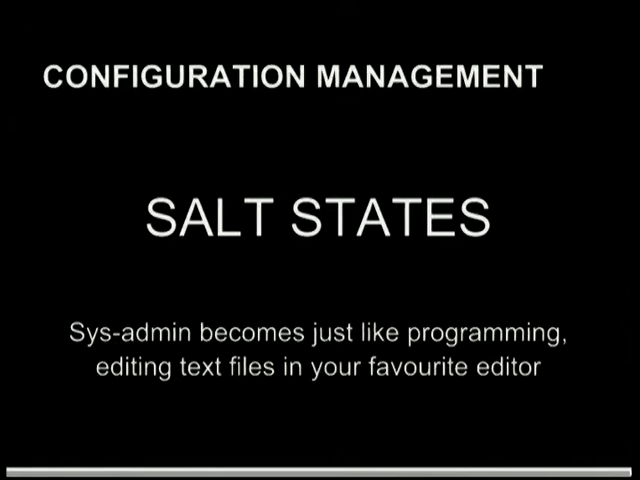 CONFIGURATION MANAGEMENT
SALT STATES
Sys-admin becomes just like programming,
editing text files in your favourite editor